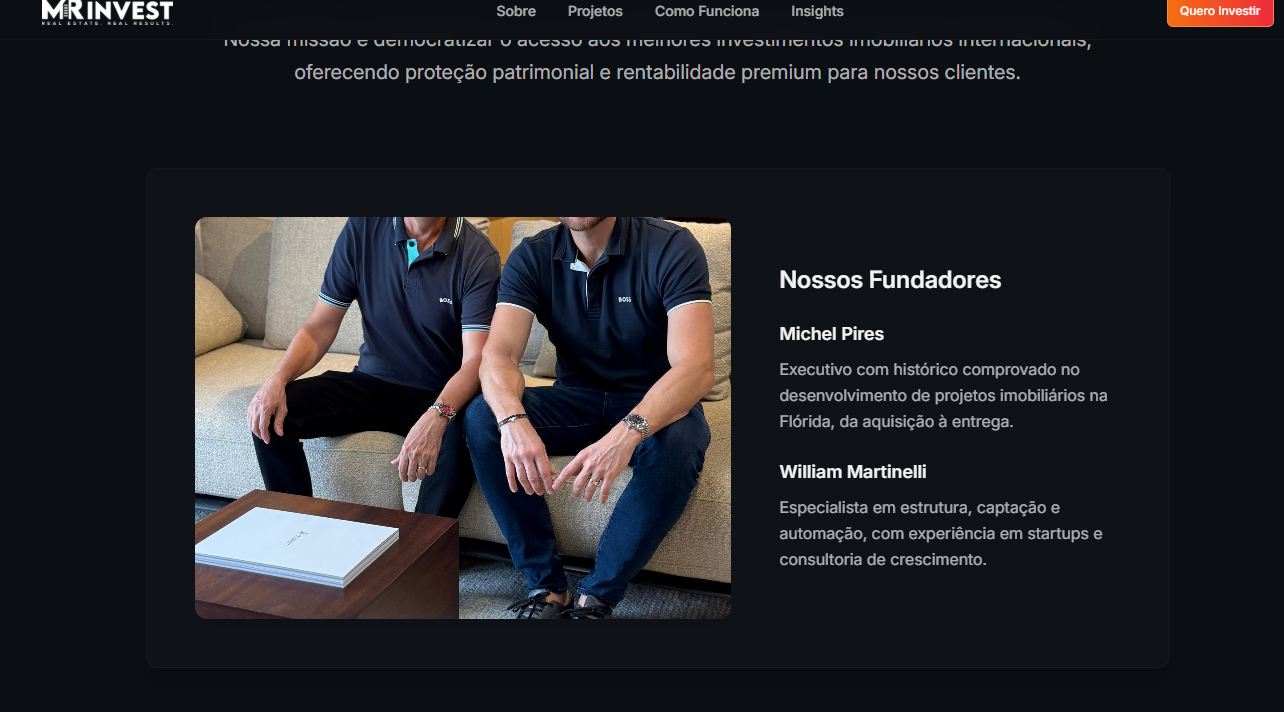 MR INVEST
REAL ESTATE. REAL RESULTS.
Sobre
Projetos
Como Funciona
Insights
Quero Investir
Nossa missão é democratizar o acesso aos melhores investimentos imobiliários internacionais,
oferecendo proteção patrimonial e rentabilidade premium para nossos clientes.
BOSS
BOSS
Nossos Fundadores
Michel Pires
Executivo com histórico comprovado no
desenvolvimento de projetos imobiliários na
Flórida, da aquisição à entrega.
William Martinelli
Especialista em estrutura, captação e
automação, com experiência em startups e
consultoria de crescimento.